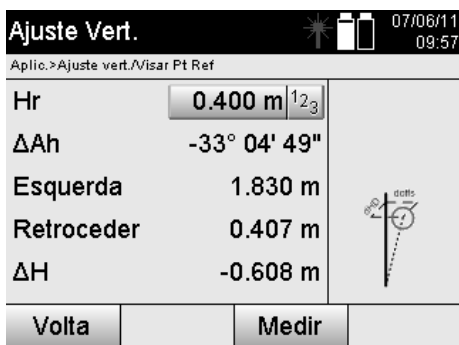 Ajuste Vert.
07/06/11
09:57
Aplic.>Ajuste vert./Visar Pt Ref
Hr 0.400 m 123
ΔAh -33° 04' 49"
Esquerda 1.830 m
Retroceder 0.407 m
ΔH -0.608 m
Volta Medir